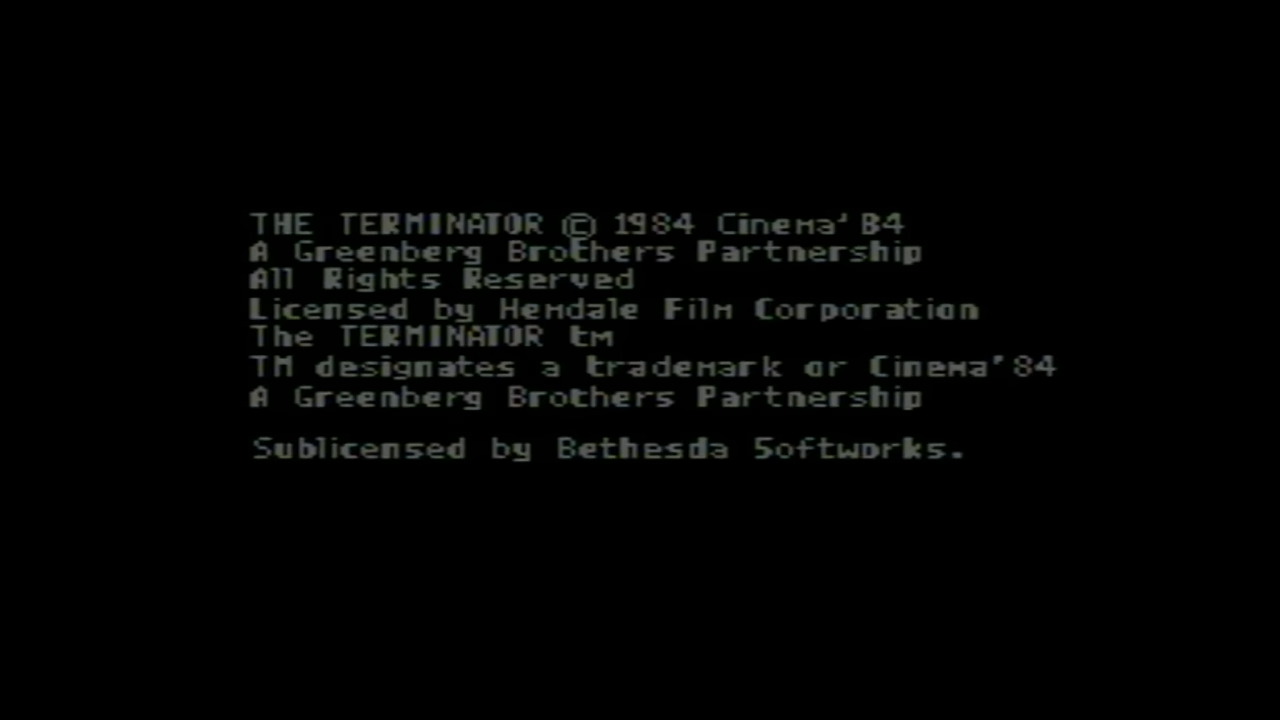 THE TERMINATOR © 1984 Cinema'84
A Greenberg Brothers Partnership
All Rights Reserved
Licensed by Hemdale Film Corporation
The TERMINATOR tm
TM designates a trademark or Cinema'84
A Greenberg Brothers Partnership
Sublicensed by Bethesda Softworks.